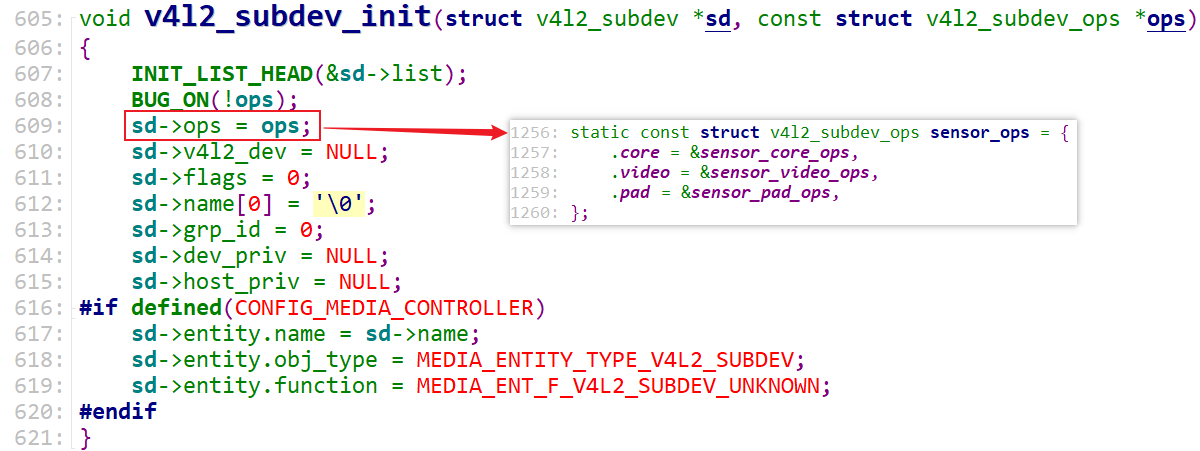 605: void v4l2_subdev_init(struct v4l2_subdev *sd, const struct v4l2_subdev_ops *ops)
606: {
607:     INIT_LIST_HEAD(&sd->list);
608:     BUG_ON(!ops);
609:     sd->ops = ops;
610:     sd->v4l2_dev = NULL;
611:     sd->flags = 0;
612:     sd->name[0] = '\0';
613:     sd->grp_id = 0;
614:     sd->dev_priv = NULL;
615:     sd->host_priv = NULL;
616: #if defined(CONFIG_MEDIA_CONTROLLER)
617:     sd->entity.name = sd->name;
618:     sd->entity.obj_type = MEDIA_ENTITY_TYPE_V4L2_SUBDEV;
619:     sd->entity.function = MEDIA_ENT_F_V4L2_SUBDEV_UNKNOWN;
620: #endif
621: }
1256: static const struct v4l2_subdev_ops sensor_ops = {
1257:     .core = &sensor_core_ops,
1258:     .video = &sensor_video_ops,
1259:     .pad = &sensor_pad_ops,
1260: };